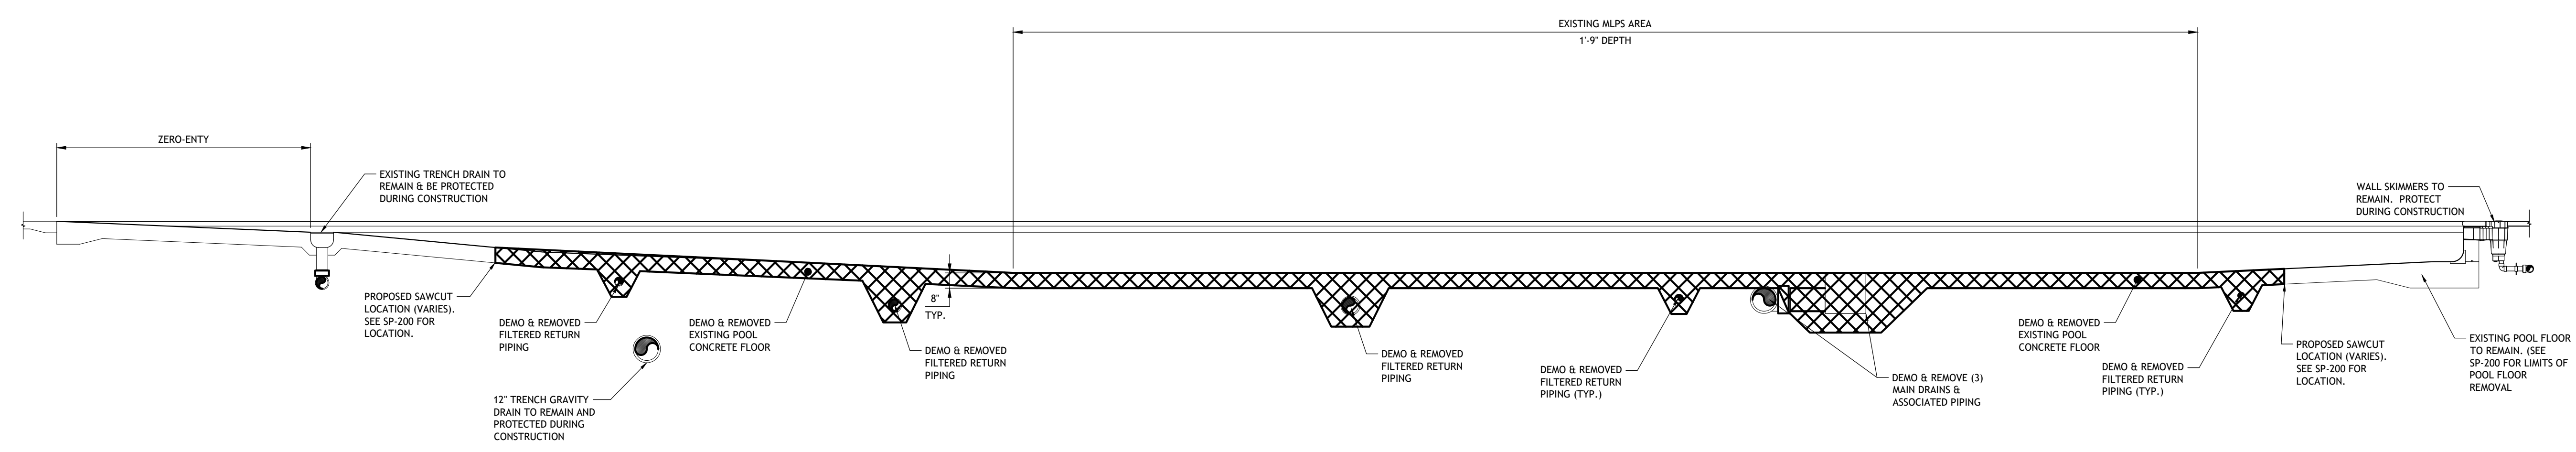 EXISTING MLPS AREA
1'-9" DEPTH
ZERO-ENTY
EXISTING TRENCH DRAIN TO
REMAIN & BE PROTECTED
DURING CONSTRUCTION
WALL SKIMMERS TO
REMAIN. PROTECT
DURING CONSTRUCTION
PROPOSED SAWCUT
LOCATION (VARIES).
SEE SP-200 FOR
LOCATION.
DEMO & REMOVED
FILTERED RETURN
PIPING
12" TRENCH GRAVITY
DRAIN TO REMAIN AND
PROTECTED DURING
CONSTRUCTION
DEMO & REMOVED
EXISTING POOL
CONCRETE FLOOR
8"
TYP.
DEMO & REMOVED
FILTERED RETURN
PIPING
DEMO & REMOVED
FILTERED RETURN
PIPING
DEMO & REMOVED
FILTERED RETURN
PIPING (TYP.)
DEMO & REMOVE (3)
MAIN DRAINS &
ASSOCIATED PIPING
DEMO & REMOVED
EXISTING POOL
CONCRETE FLOOR
DEMO & REMOVED
FILTERED RETURN
PIPING (TYP.)
PROPOSED SAWCUT
LOCATION (VARIES).
SEE SP-200 FOR
LOCATION.
EXISTING POOL FLOOR
TO REMAIN. (SEE
SP-200 FOR LIMITS OF
POOL FLOOR
REMOVAL